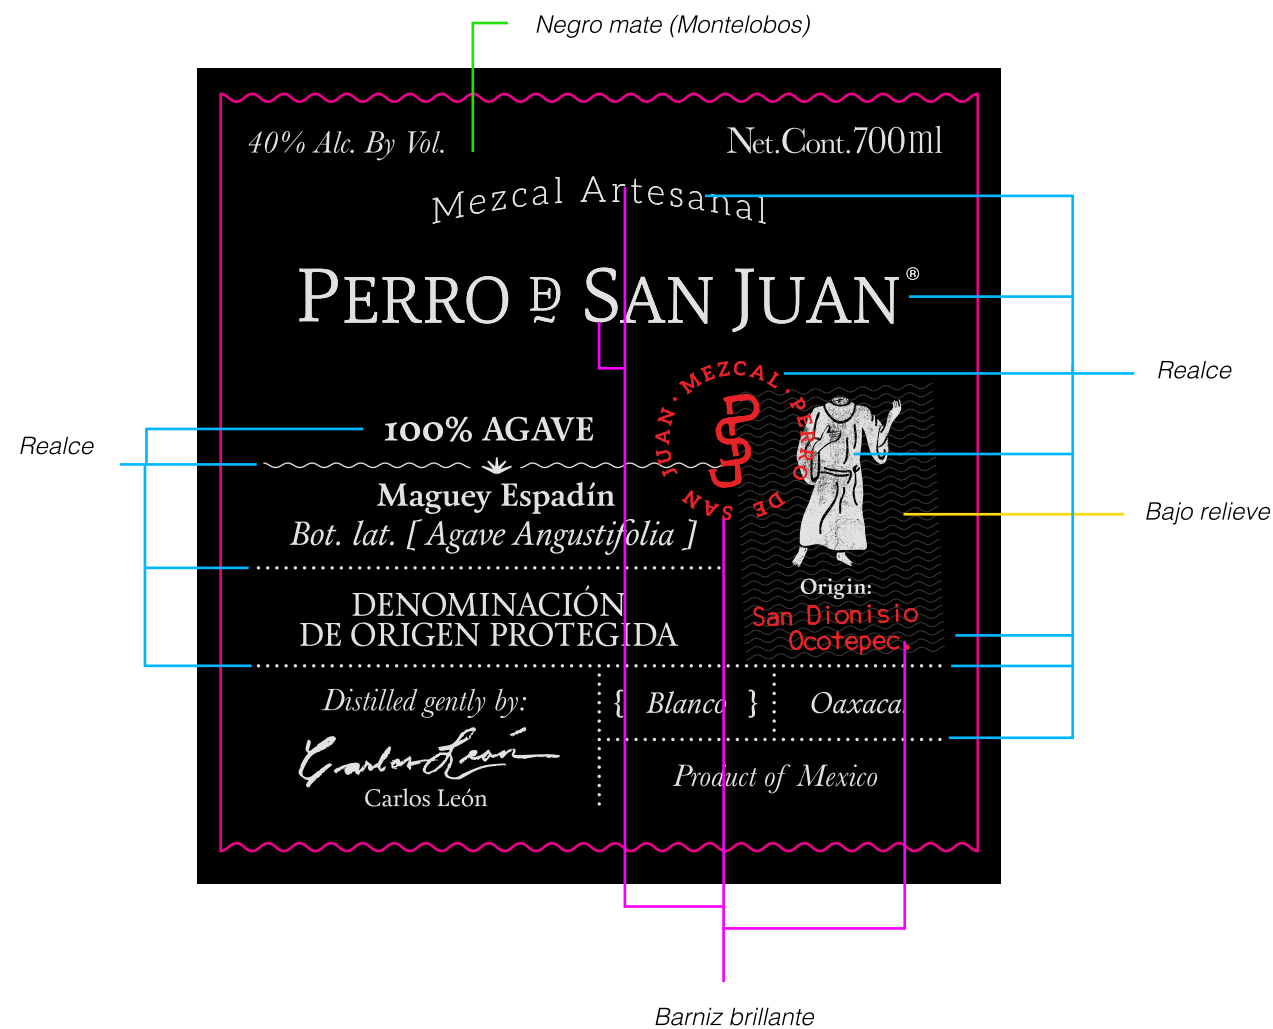 Negro mate (Montelobos)
40% Alc. By Vol.
Net.Cont.700ml
Mezcal Artesanal
PERRO DE SAN JUAN®
Realce
· MEZCAL · PERRO DE SAN JUAN
PSJ
Realce
100% AGAVE
Maguey Espadín
Bot. lat. [ Agave Angustifolia ]
Bajo relieve
Origin:
San Dionisio
Ocotepec.
DENOMINACIÓN
DE ORIGEN PROTEGIDA
Distilled gently by:
Carlos León
Carlos León
{ Blanco }
Oaxaca.
Product of Mexico
Barniz brillante